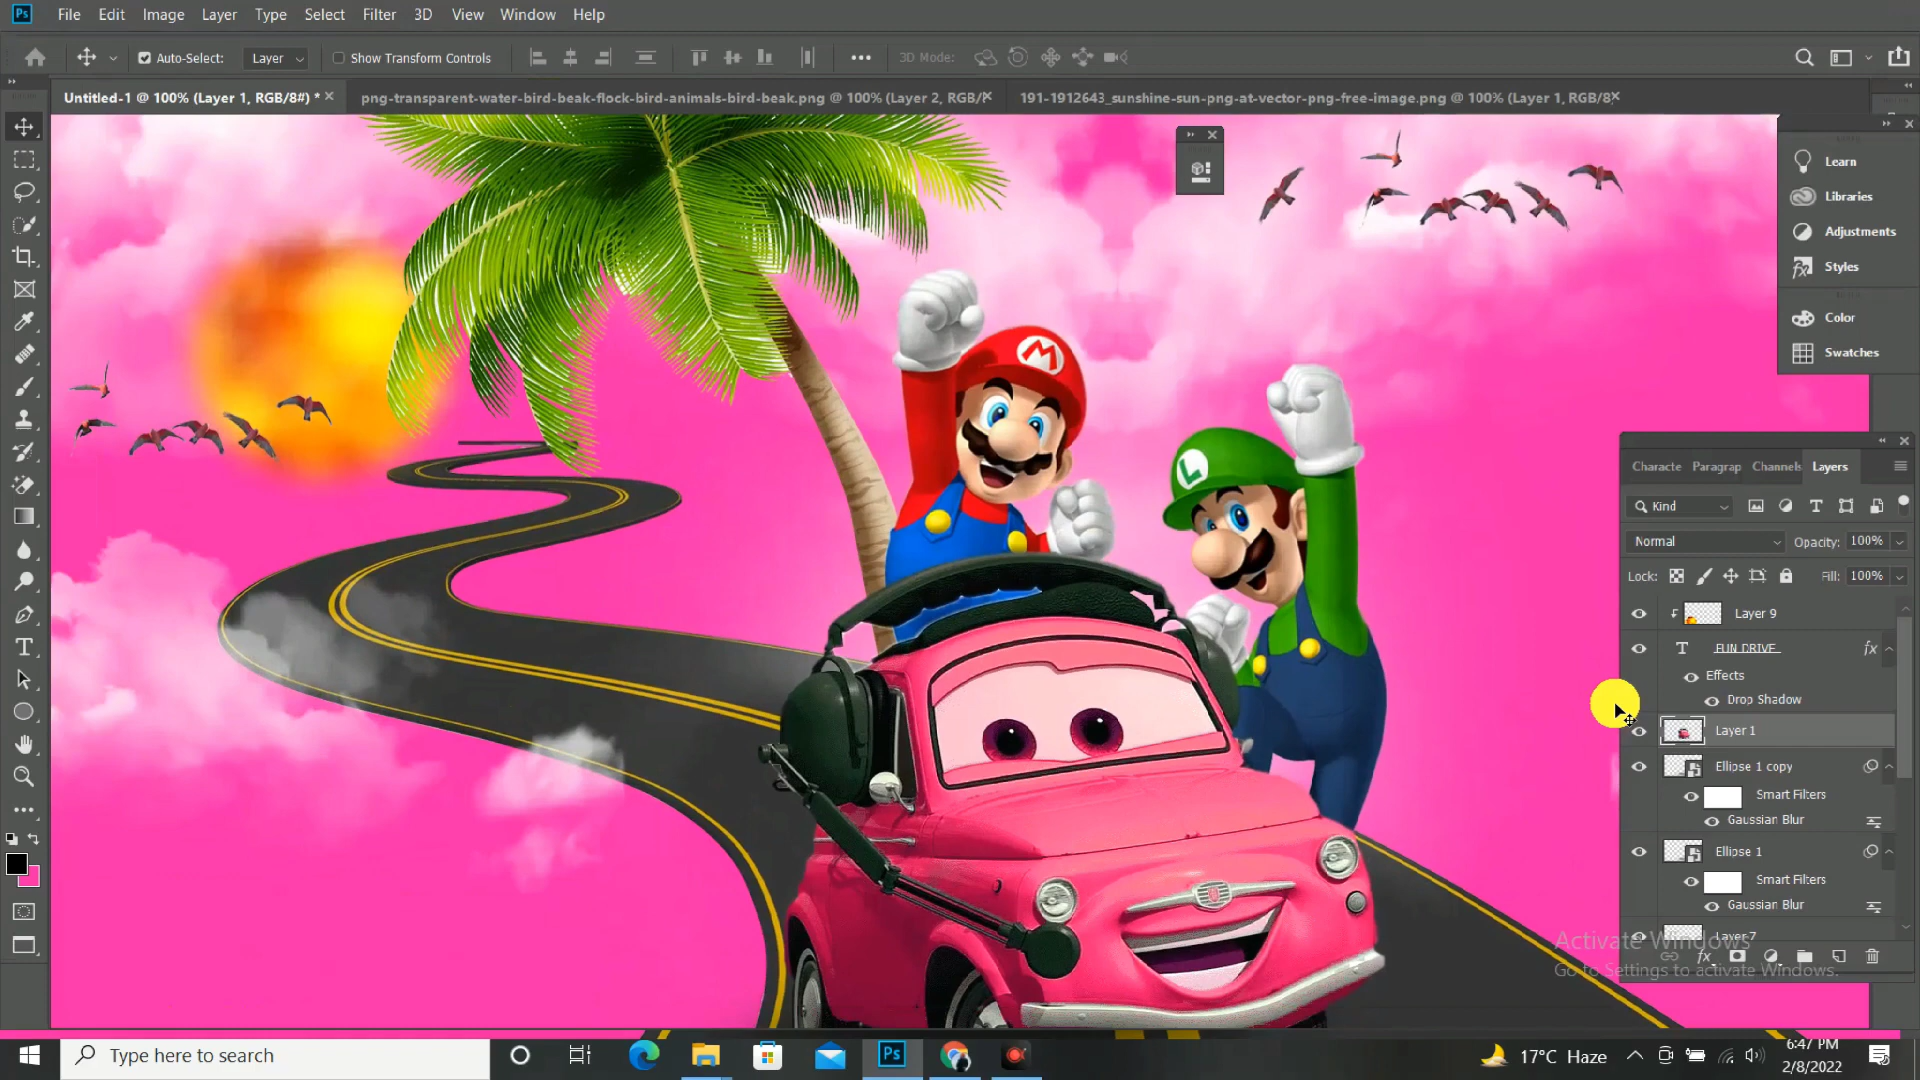 Ps File Edit Image Layer Type Select Filter 3D View Window Help
Auto-Select: Layer Show Transform Controls 3D Mode:
Untitled-1 @ 100% (Layer 1, RGB/8#) * png-transparent-water-bird-beak-flock-bird-animals-bird-beak.png @ 100% (Layer 2, RGB/ 191-1912643_sunshine-sun-png-at-vector-png-free-image.png @ 100% (Layer 1, RGB/8
Learn
Libraries
Adjustments
Styles
Color
Swatches
M
L
Characte Paragrap Channels Layers
Kind
Normal Opacity: 100%
Lock: Fill: 100%
Layer 9
T FUN DRIVE fx
Effects
Drop Shadow
Layer 1
Ellipse 1 copy
Smart Filters
Gaussian Blur
Ellipse 1
Smart Filters
Gaussian Blur
Layer 7
Activate Windows
Go to Settings to activate Windows.
fx
Type here to search
Ps
17°C Haze
6:47 PM
2/8/2022